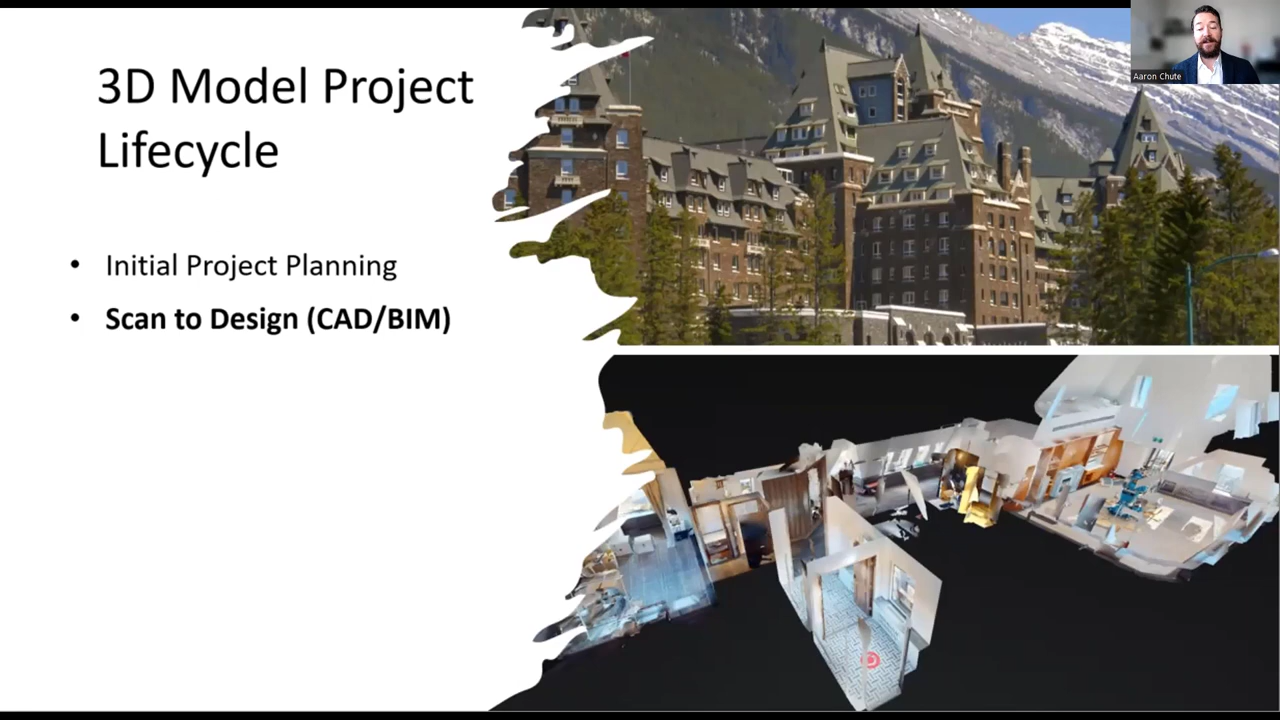 3D Model Project
Lifecycle
• Initial Project Planning
• Scan to Design (CAD/BIM)
Aaron Chute